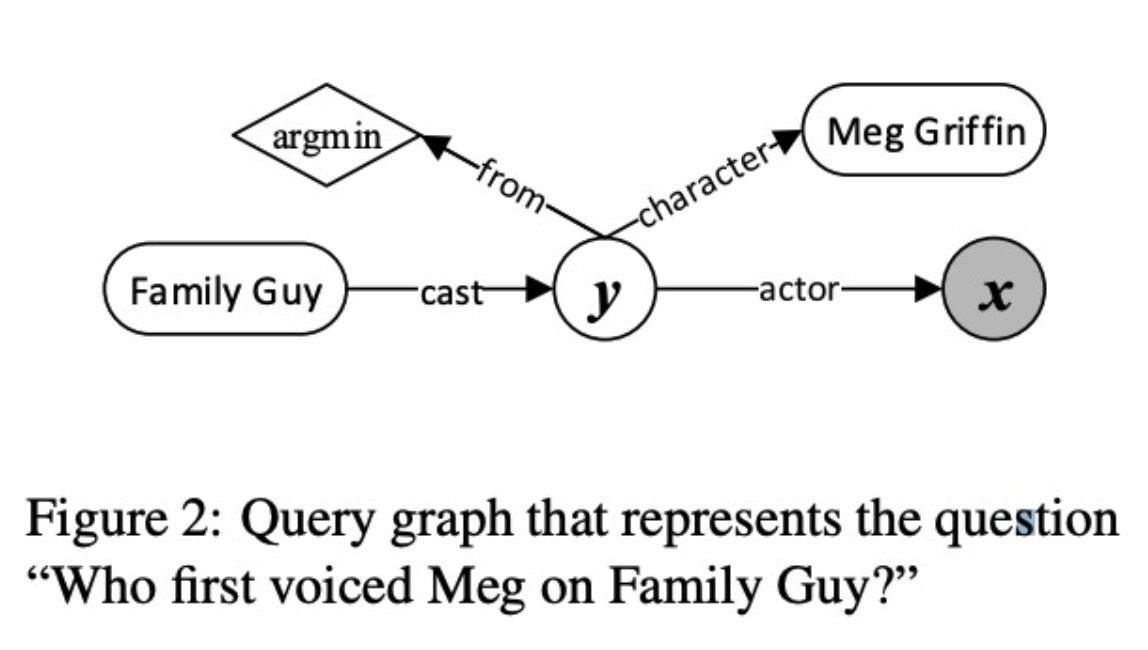 argmin
Meg Griffin
from
character
Family Guy
cast
y
actor
x
Figure 2: Query graph that represents the question
“Who first voiced Meg on Family Guy?”